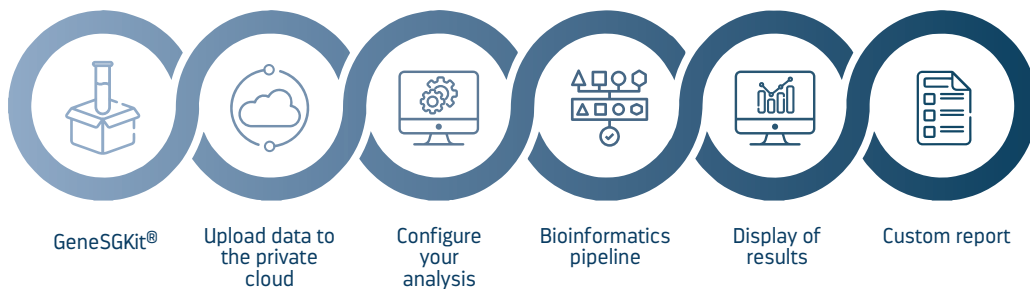 GeneSGKit®
Upload data to
the private
cloud
Configure
your
analysis
Bioinformatics
pipeline
Display of
results
Custom report